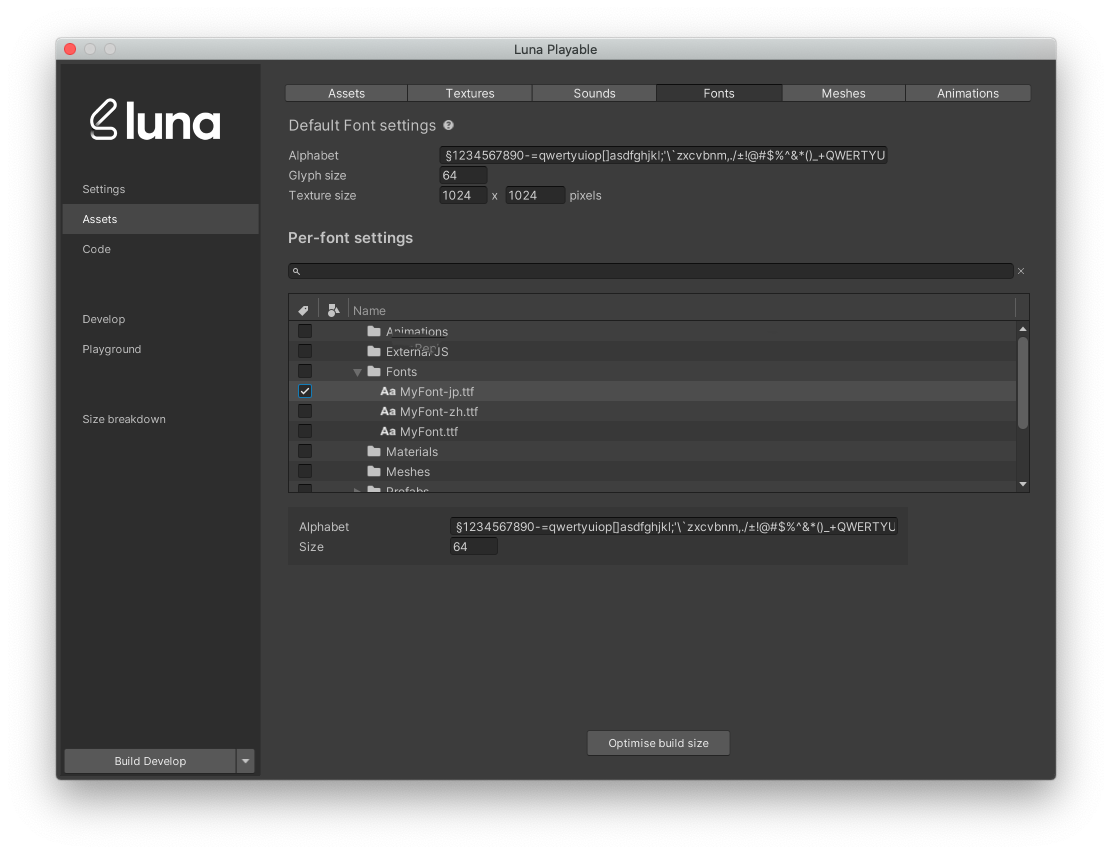 Luna Playable
luna
Settings
Assets
Code
Develop
Playground
Size breakdown
Build Develop
Assets Textures Sounds Fonts Meshes Animations
Default Font settings ?
Alphabet §1234567890-=qwertyuiop[]asdfghjkl;'\`zxcvbnm,./±!@#$%^&*()_+QWERTYU
Glyph size 64
Texture size 1024 x 1024 pixels
Per-font settings
Name
Animations
ExternalJS
Fonts
Aa MyFont-jp.ttf
Aa MyFont-zh.ttf
Aa MyFont.ttf
Materials
Meshes
Prefabs
Alphabet §1234567890-=qwertyuiop[]asdfghjkl;'\`zxcvbnm,./±!@#$%^&*()_+QWERTYU
Size 64
Optimise build size